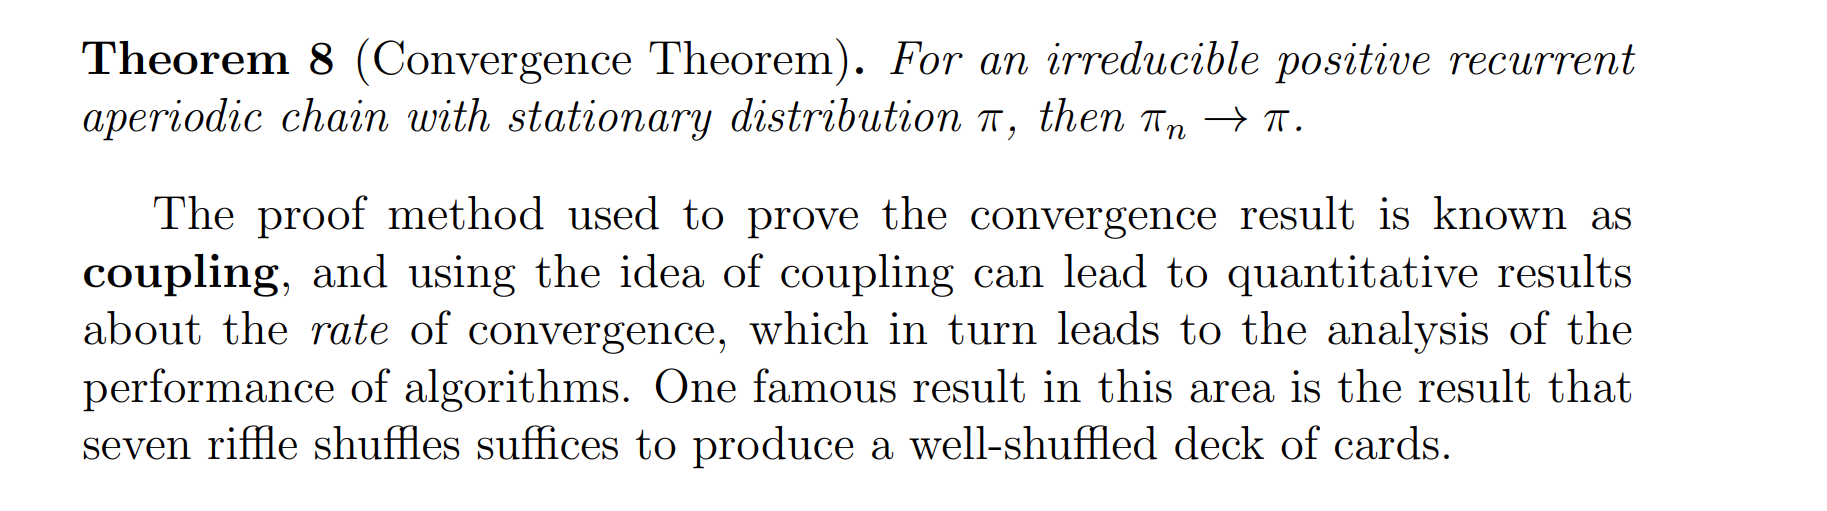 Theorem 8 (Convergence Theorem). For an irreducible positive recurrent
aperiodic chain with stationary distribution π, then πₙ → π.
The proof method used to prove the convergence result is known as
coupling, and using the idea of coupling can lead to quantitative results
about the rate of convergence, which in turn leads to the analysis of the
performance of algorithms. One famous result in this area is the result that
seven riffle shuffles suffices to produce a well-shuffled deck of cards.